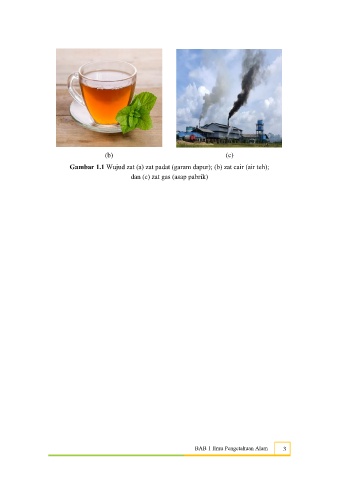 (b) (c)
Gambar 1.1 Wujud zat (a) zat padat (garam dapur); (b) zat cair (air teh);
dan (c) zat gas (asap pabrik)
BAB 1 Ilmu Pengetahuan Alam 3